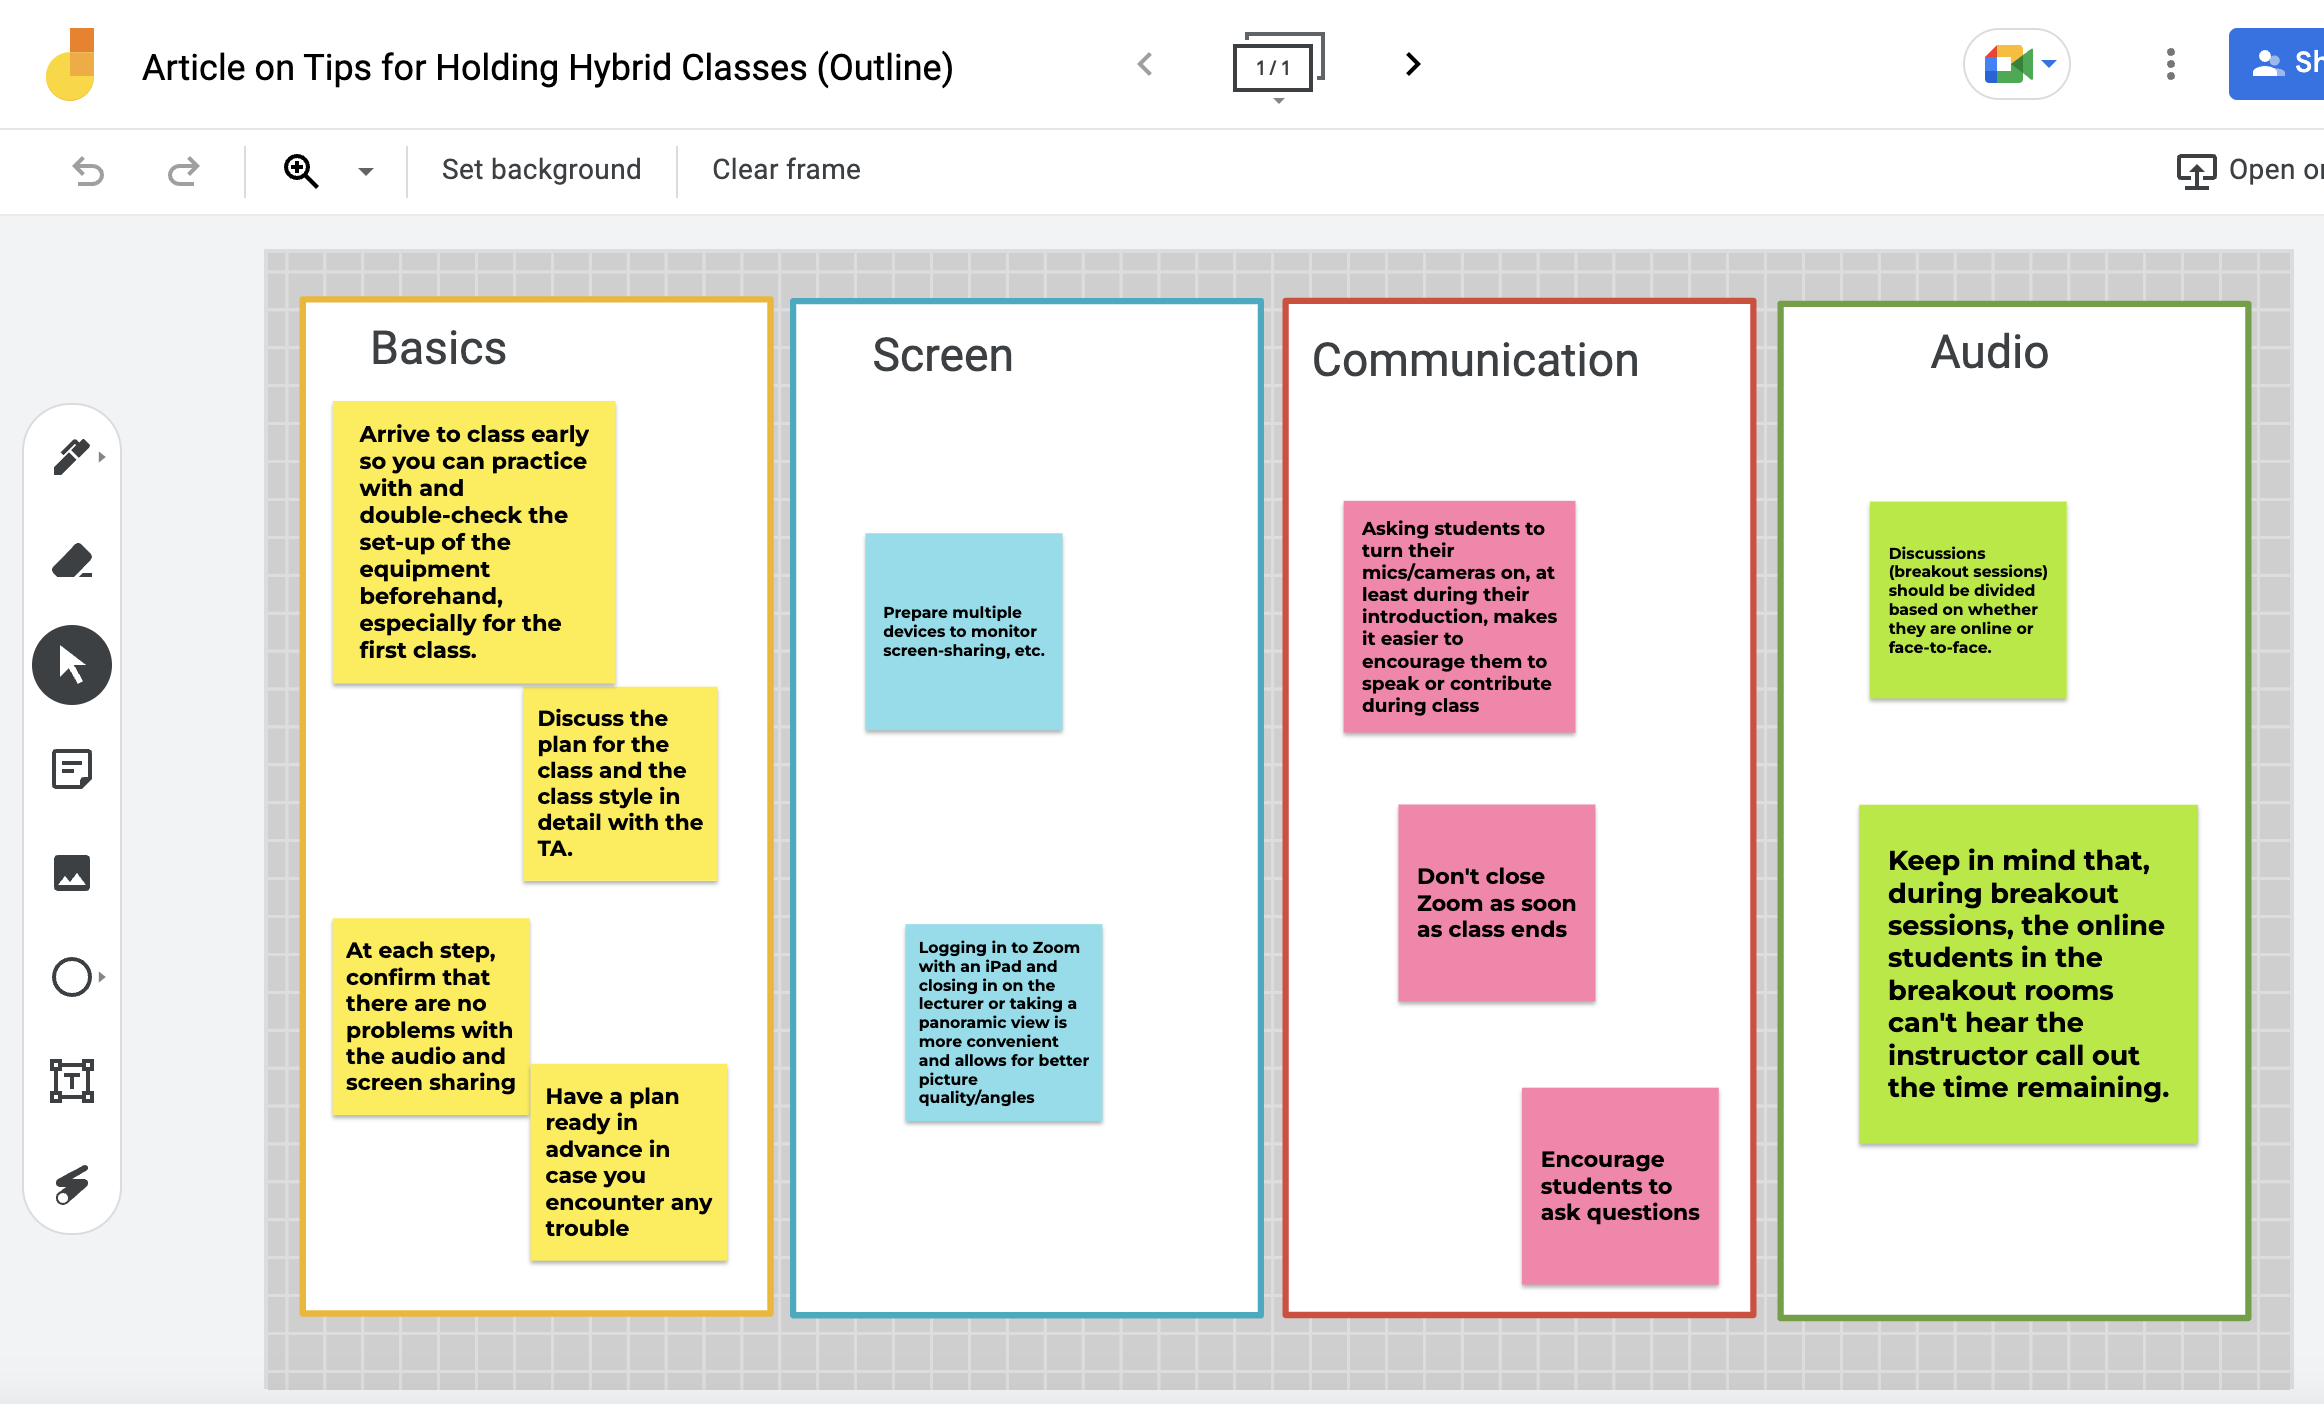 Article on Tips for Holding Hybrid Classes (Outline)
1/1
Set background
Clear frame
Open
Basics
Arrive to class early
so you can practice
with and
double-check the
set-up of the
equipment
beforehand,
especially for the
first class.
Discuss the
plan for the
class and the
class style in
detail with the
TA.
At each step,
confirm that
there are no
problems with
the audio and
screen sharing
Have a plan
ready in
advance in
case you
encounter any
trouble
Screen
Prepare multiple
devices to monitor
screen-sharing, etc.
Logging in to Zoom
with an iPad and
closing in on the
lecturer or taking a
panoramic view is
more convenient
and allows for better
picture
quality/angles
Communication
Asking students to
turn their
mics/cameras on, at
least during their
introduction, makes
it easier to
encourage them to
speak or contribute
during class
Don't close
Zoom as soon
as class ends
Encourage
students to
ask questions
Audio
Discussions
(breakout sessions)
should be divided
based on whether
they are online or
face-to-face.
Keep in mind that,
during breakout
sessions, the online
students in the
breakout rooms
can't hear the
instructor call out
the time remaining.